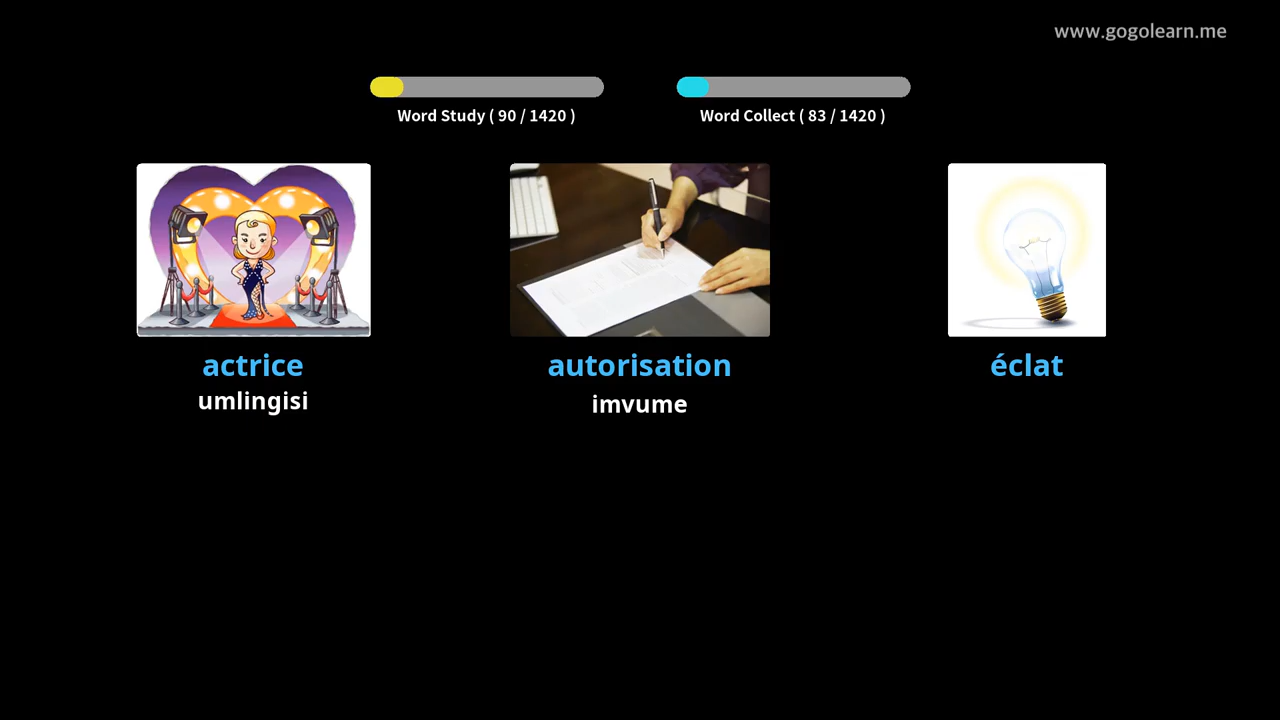 www.gogolearn.me
Word Study ( 90 / 1420 )
Word Collect ( 83 / 1420 )
actrice
umlingisi
autorisation
imvume
éclat